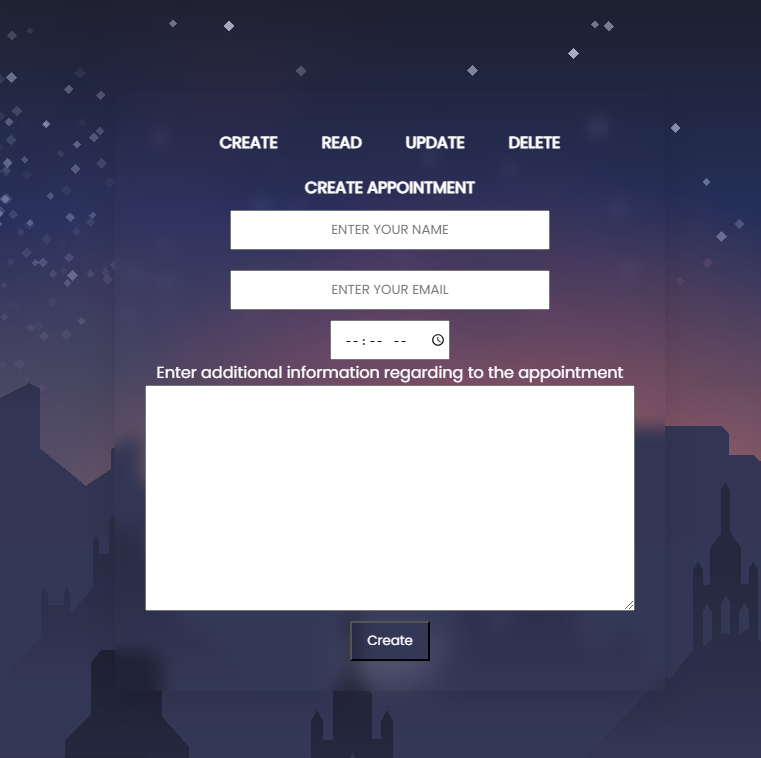 CREATE READ UPDATE DELETE
CREATE APPOINTMENT
ENTER YOUR NAME
ENTER YOUR EMAIL
--:-- --
Enter additional information regarding to the appointment
Create